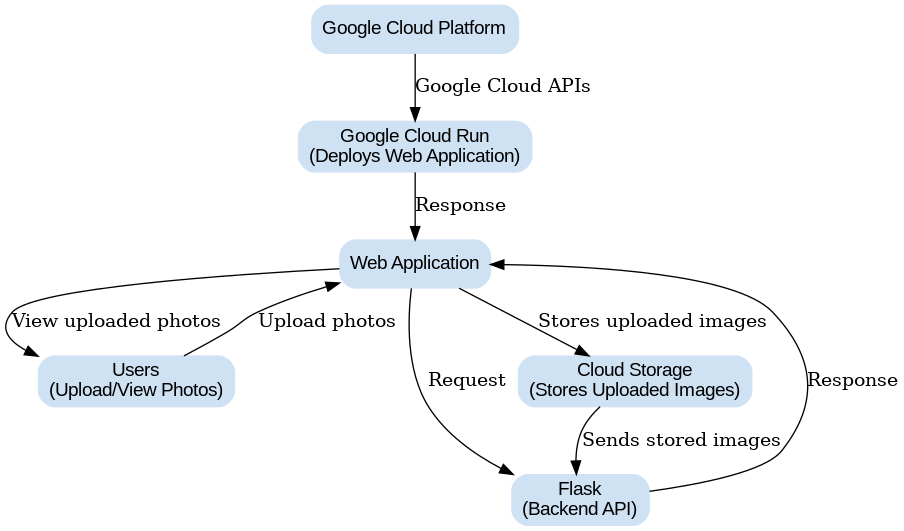 Google Cloud Platform
Google Cloud APIs
Google Cloud Run
(Deploys Web Application)
Response
Web Application
View uploaded photos
Upload photos
Stores uploaded images
Users
(Upload/View Photos)
Request
Cloud Storage
(Stores Uploaded Images)
Response
Sends stored images
Flask
(Backend API)